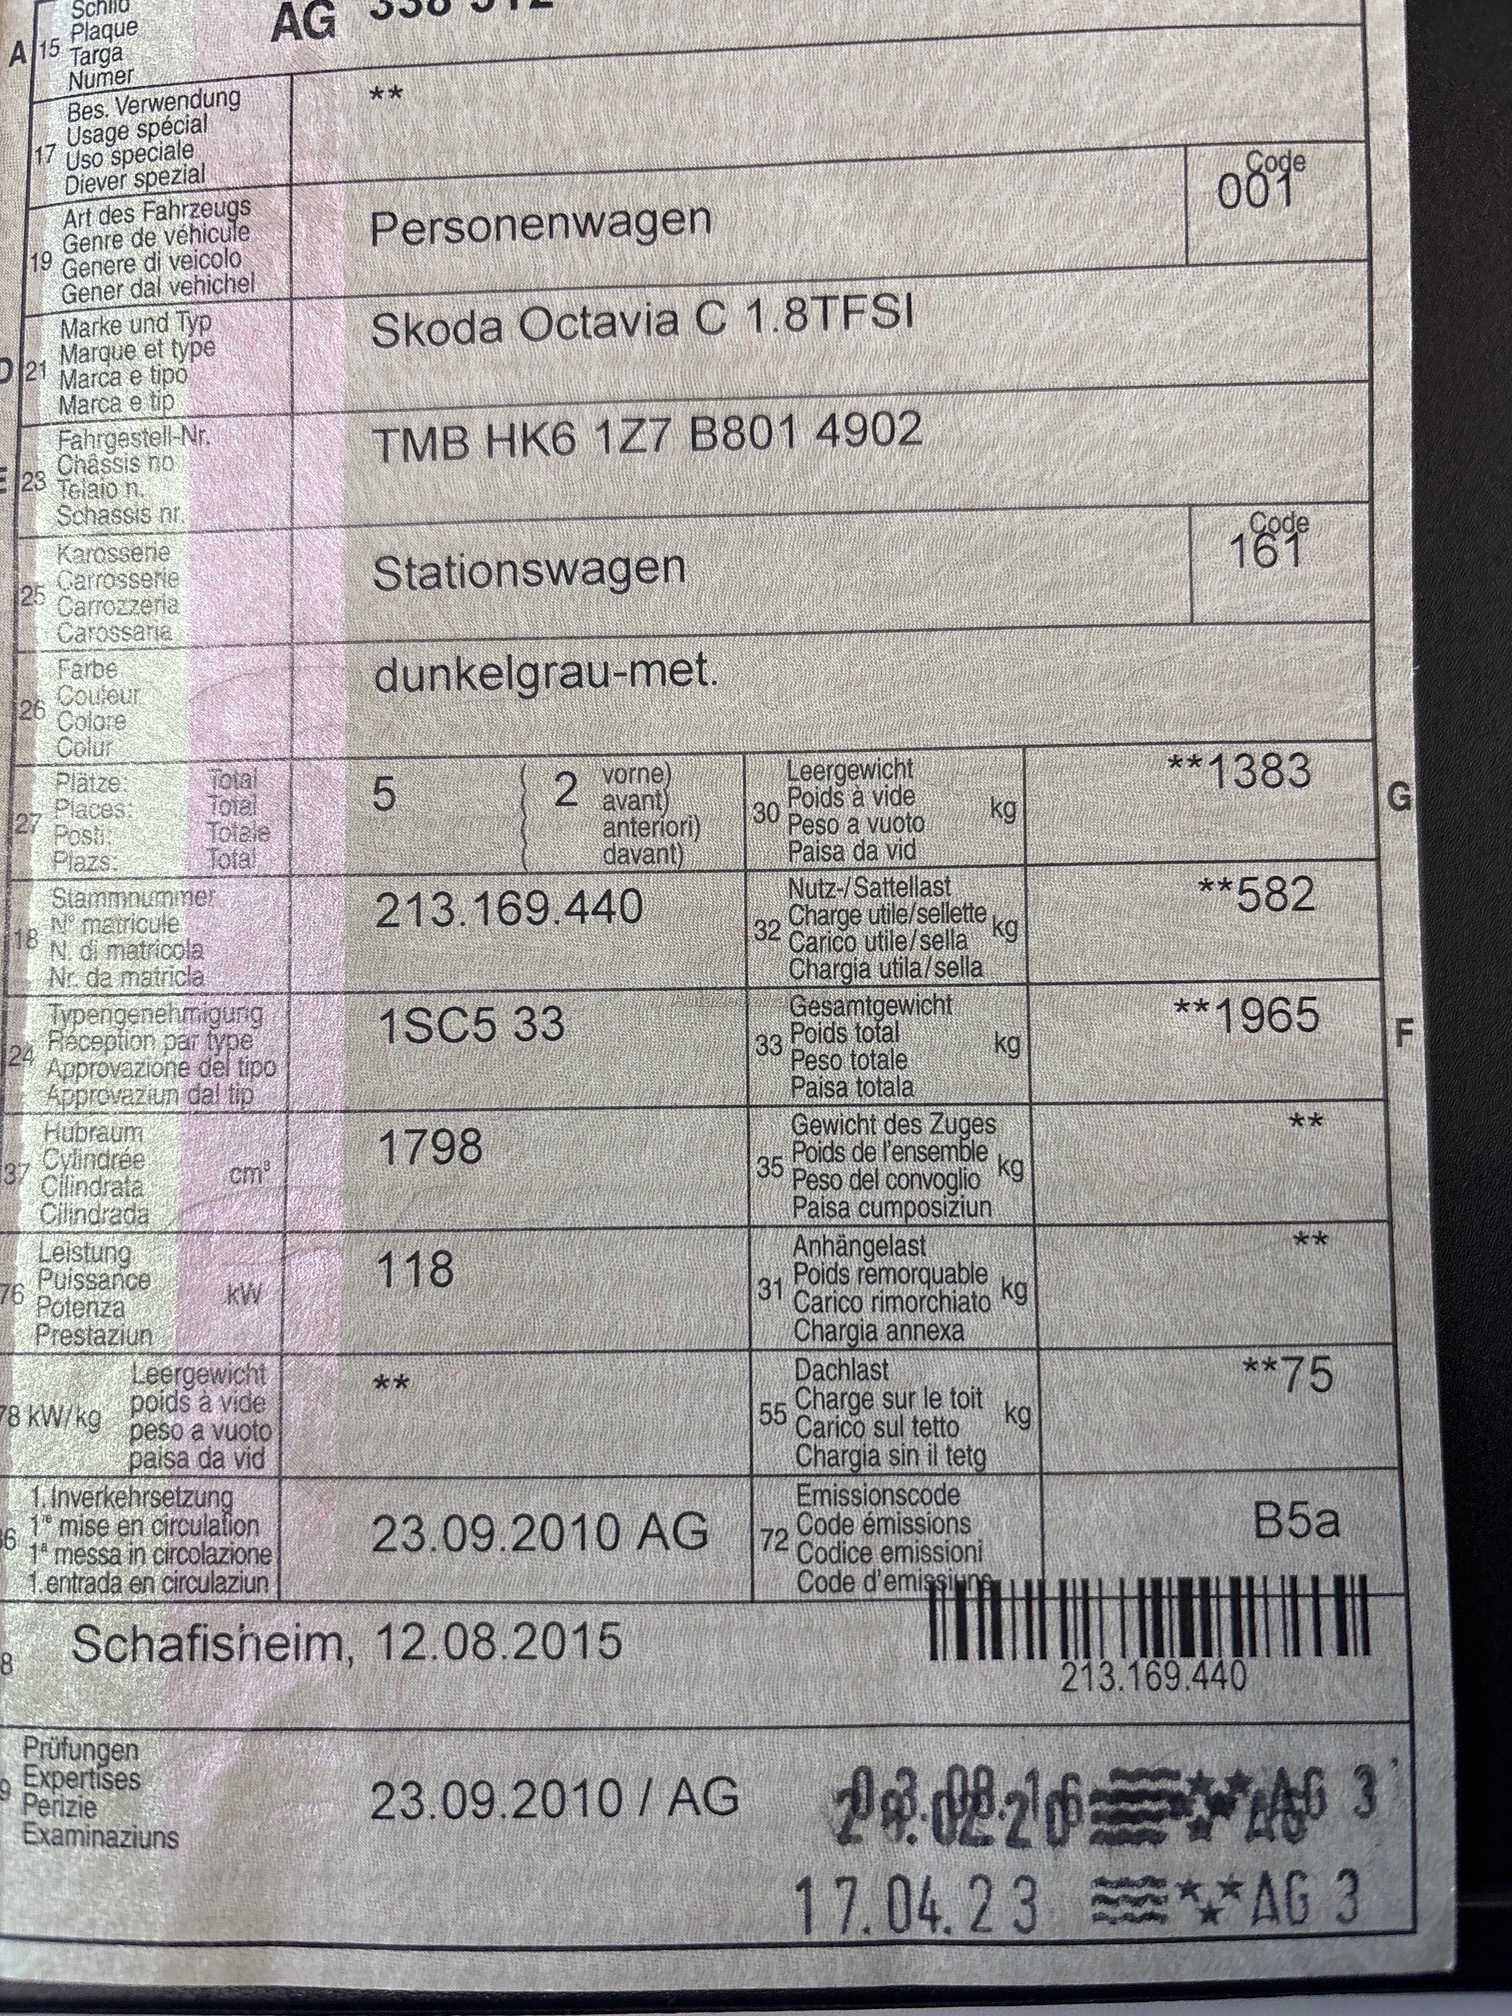 A 15 Schild
Plaque
Targa
Numer
AG
17 Bes. Verwendung
Usage spécial
Uso speciale
Diever spezial
**
19 Art des Fahrzeugs
Genre de véhicule
Genere di veicolo
Gener dal vehichel
Personenwagen
Code
001
D 21 Marke und Typ
Marque et type
Marca e tipo
Marca e tip
Skoda Octavia C 1.8TFSI
E 23 Fahrgestell-Nr.
Châssis no
Telaio n.
Schassis nr.
TMB HK6 1Z7 B801 4902
25 Karosserie
Carrosserie
Carrozzeria
Carossaria
Stationswagen
Code
161
26 Farbe
Couleur
Colore
Colur
dunkelgrau-met.
27 Plätze: Total
Places: Total
Posti: Totale
Plazs: Total
5 ( 2 vorne)
( avant)
( anteriori)
( davant)
30 Leergewicht
Poids à vide
Peso a vuoto
Paisa da vid
kg
**1383
G
18 Stammnummer
N° matricule
N. di matricola
Nr. da matricla
213.169.440
32 Nutz-/Sattellast
Charge utile/sellette
Carico utile/sella
Chargia utila/sella
kg
**582
24 Typengenehmigung
Réception par type
Approvazione del tipo
Approvaziun dal tip
1SC5 33
33 Gesamtgewicht
Poids total
Peso totale
Paisa totala
kg
**1965
F
37 Hubraum
Cylindrée
Cilindrata
Cilindrada
cm³
1798
35 Gewicht des Zuges
Poids de l'ensemble
Peso del convoglio
Paisa cumposiziun
kg
**
76 Leistung
Puissance
Potenza
Prestaziun
kW
118
31 Anhängelast
Poids remorquable
Carico rimorchiato
Chargia annexa
kg
**
78 kW/kg Leergewicht
poids à vide
peso a vuoto
paisa da vid
**
55 Dachlast
Charge sur le toit
Carico sul tetto
Chargia sin il tetg
kg
**75
36 1. Inverkehrsetzung
1re mise en circulation
1a messa in circolazione
1. entrada en circulaziun
23.09.2010 AG
72 Emissionscode
Code émissions
Codice emissioni
Code d'emissiuns
B5a
8 Schafisheim, 12.08.2015
213.169.440
9 Prüfungen
Expertises
Perizie
Examinaziuns
23.09.2010 / AG
AG 3
17.04.23 AG 3